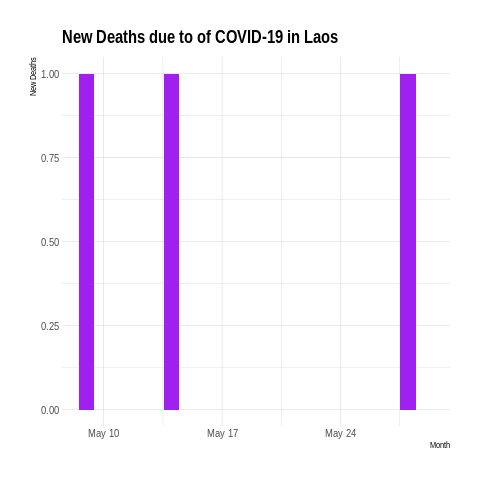 New Deaths due to of COVID-19 in Laos
New Deaths
1.00
0.75
0.50
0.25
0.00
May 10
May 17
May 24
Month